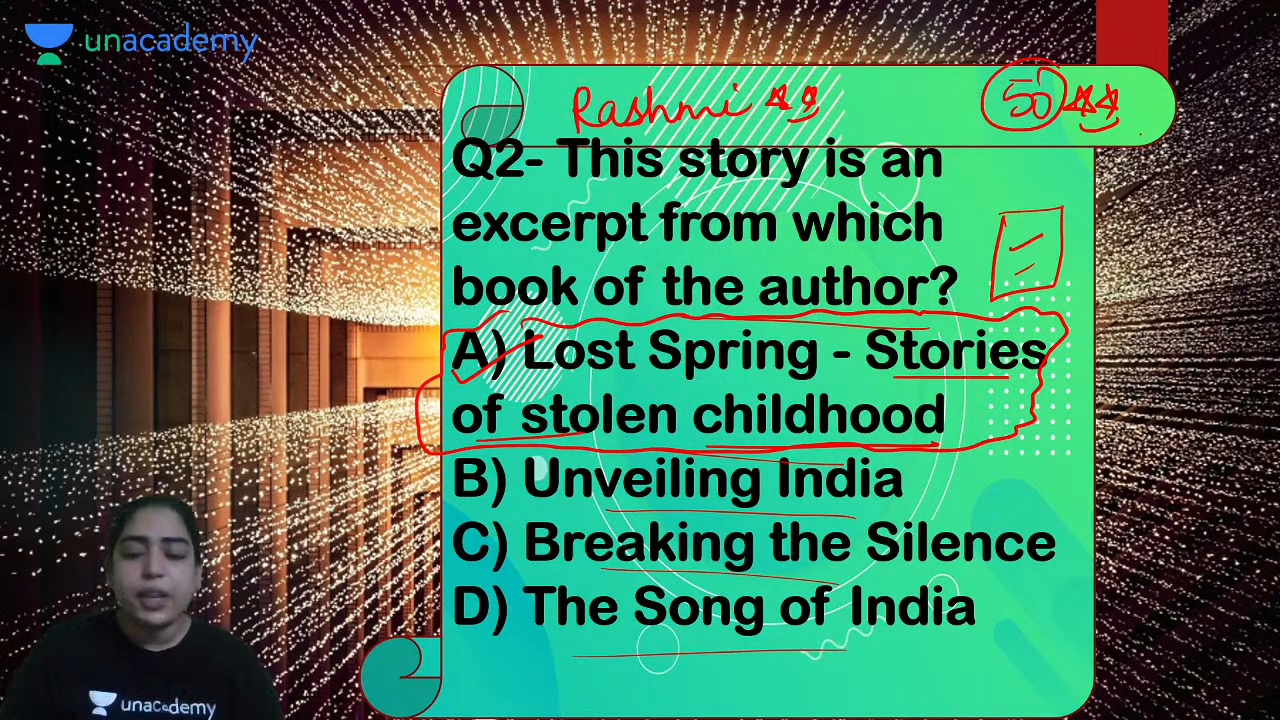 unacademy
Rashmi
50
Q2- This story is an
excerpt from which
book of the author?
A) Lost Spring - Stories
of stolen childhood
B) Unveiling India
C) Breaking the Silence
D) The Song of India
unacademy